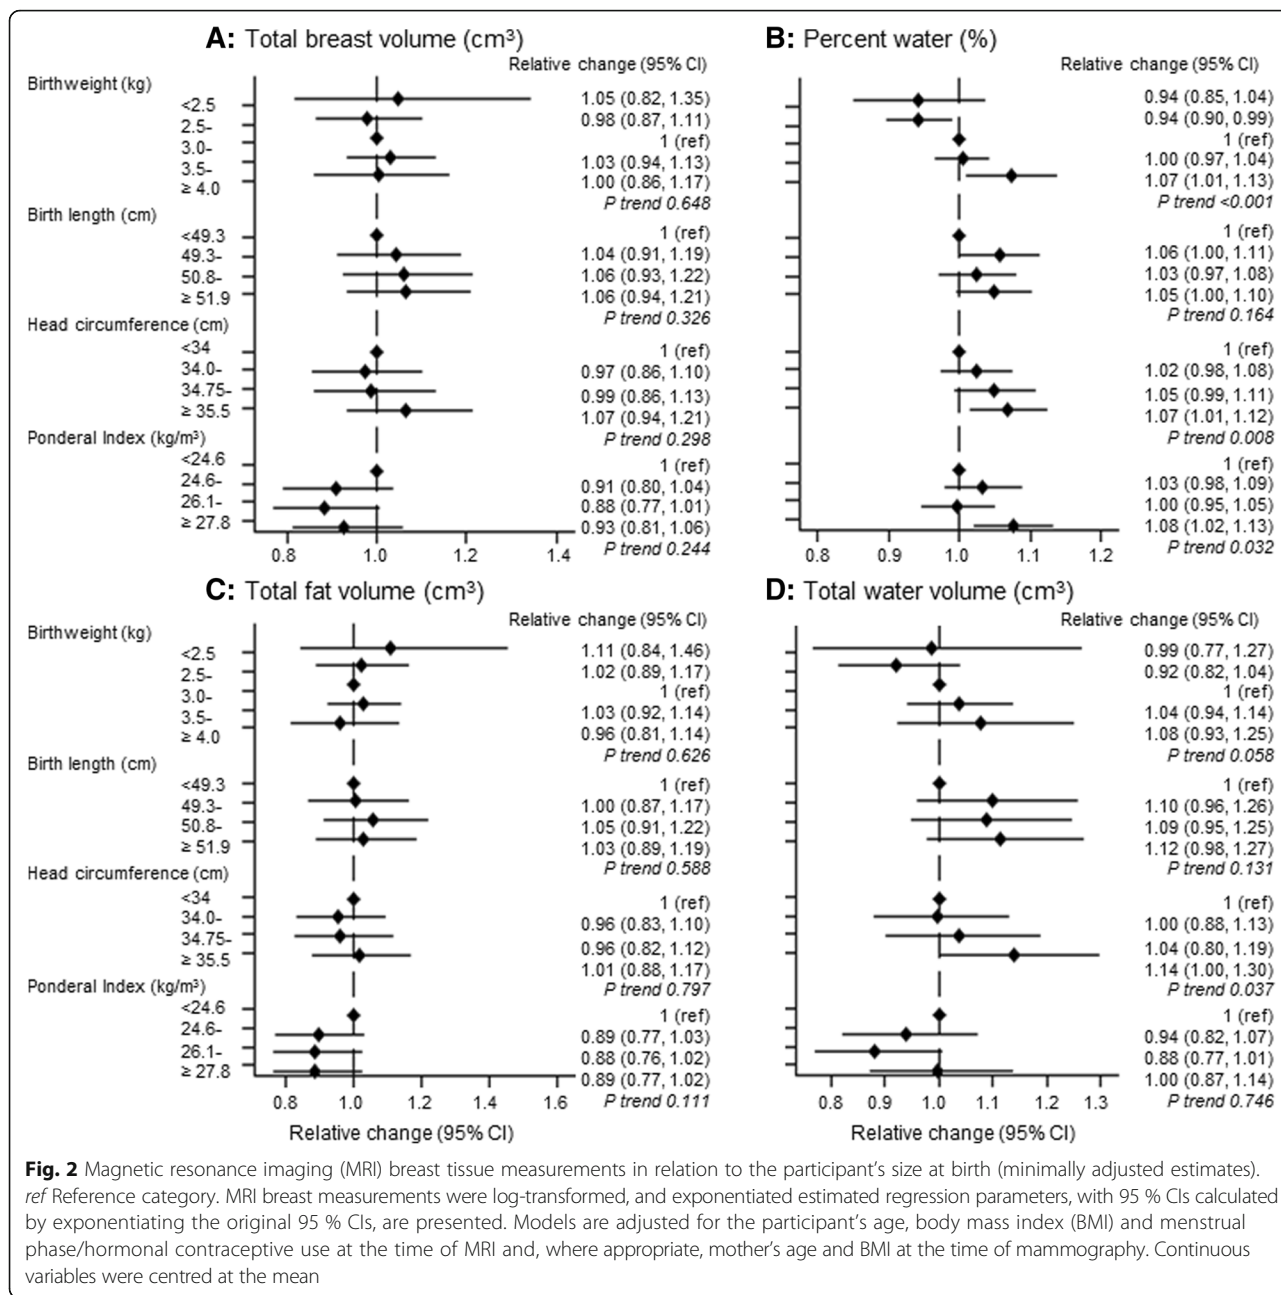 A: Total breast volume (cm³)
Relative change (95% CI)
Birthweight (kg)
<2.5 1.05 (0.82, 1.35)
2.5- 0.98 (0.87, 1.11)
3.0- 1 (ref)
3.5- 1.03 (0.94, 1.13)
≥ 4.0 1.00 (0.86, 1.17)
P trend 0.648
Birth length (cm)
<49.3 1 (ref)
49.3- 1.04 (0.91, 1.19)
50.8- 1.06 (0.93, 1.22)
≥ 51.9 1.06 (0.94, 1.21)
P trend 0.326
Head circumference (cm)
<34 1 (ref)
34.0- 0.97 (0.86, 1.10)
34.75- 0.99 (0.86, 1.13)
≥ 35.5 1.07 (0.94, 1.21)
P trend 0.298
Ponderal Index (kg/m³)
<24.6 1 (ref)
24.6- 0.91 (0.80, 1.04)
26.1- 0.88 (0.77, 1.01)
≥ 27.8 0.93 (0.81, 1.06)
P trend 0.244
0.8 1.0 1.2 1.4
B: Percent water (%)
Relative change (95% CI)
0.94 (0.85, 1.04)
0.94 (0.90, 0.99)
1 (ref)
1.00 (0.97, 1.04)
1.07 (1.01, 1.13)
P trend <0.001
1 (ref)
1.06 (1.00, 1.11)
1.03 (0.97, 1.08)
1.05 (1.00, 1.10)
P trend 0.164
1 (ref)
1.02 (0.98, 1.08)
1.05 (0.99, 1.11)
1.07 (1.01, 1.12)
P trend 0.008
1 (ref)
1.03 (0.98, 1.09)
1.00 (0.95, 1.05)
1.08 (1.02, 1.13)
P trend 0.032
0.8 0.9 1.0 1.1 1.2
C: Total fat volume (cm³)
Relative change (95% CI)
Birthweight (kg)
<2.5 1.11 (0.84, 1.46)
2.5- 1.02 (0.89, 1.17)
3.0- 1 (ref)
3.5- 1.03 (0.92, 1.14)
≥ 4.0 0.96 (0.81, 1.14)
P trend 0.626
Birth length (cm)
<49.3 1 (ref)
49.3- 1.00 (0.87, 1.17)
50.8- 1.05 (0.91, 1.22)
≥ 51.9 1.03 (0.89, 1.19)
P trend 0.588
Head circumference (cm)
<34 1 (ref)
34.0- 0.96 (0.83, 1.10)
34.75- 0.96 (0.82, 1.12)
≥ 35.5 1.01 (0.88, 1.17)
P trend 0.797
Ponderal Index (kg/m³)
<24.6 1 (ref)
24.6- 0.89 (0.77, 1.03)
26.1- 0.88 (0.76, 1.02)
≥ 27.8 0.89 (0.77, 1.02)
P trend 0.111
0.8 1.0 1.2 1.4 1.6
Relative change (95% CI)
D: Total water volume (cm³)
Relative change (95% CI)
0.99 (0.77, 1.27)
0.92 (0.82, 1.04)
1 (ref)
1.04 (0.94, 1.14)
1.08 (0.93, 1.25)
P trend 0.058
1 (ref)
1.10 (0.96, 1.26)
1.09 (0.95, 1.25)
1.12 (0.98, 1.27)
P trend 0.131
1 (ref)
1.00 (0.88, 1.13)
1.04 (0.80, 1.19)
1.14 (1.00, 1.30)
P trend 0.037
1 (ref)
0.94 (0.82, 1.07)
0.88 (0.77, 1.01)
1.00 (0.87, 1.14)
P trend 0.746
0.8 0.9 1.0 1.1 1.2 1.3
Relative change (95% CI)
Fig. 2 Magnetic resonance imaging (MRI) breast tissue measurements in relation to the participant's size at birth (minimally adjusted estimates).
ref Reference category. MRI breast measurements were log-transformed, and exponentiated estimated regression parameters, with 95 % CIs calculated
by exponentiating the original 95 % CIs, are presented. Models are adjusted for the participant's age, body mass index (BMI) and menstrual
phase/hormonal contraceptive use at the time of MRI and, where appropriate, mother's age and BMI at the time of mammography. Continuous
variables were centred at the mean